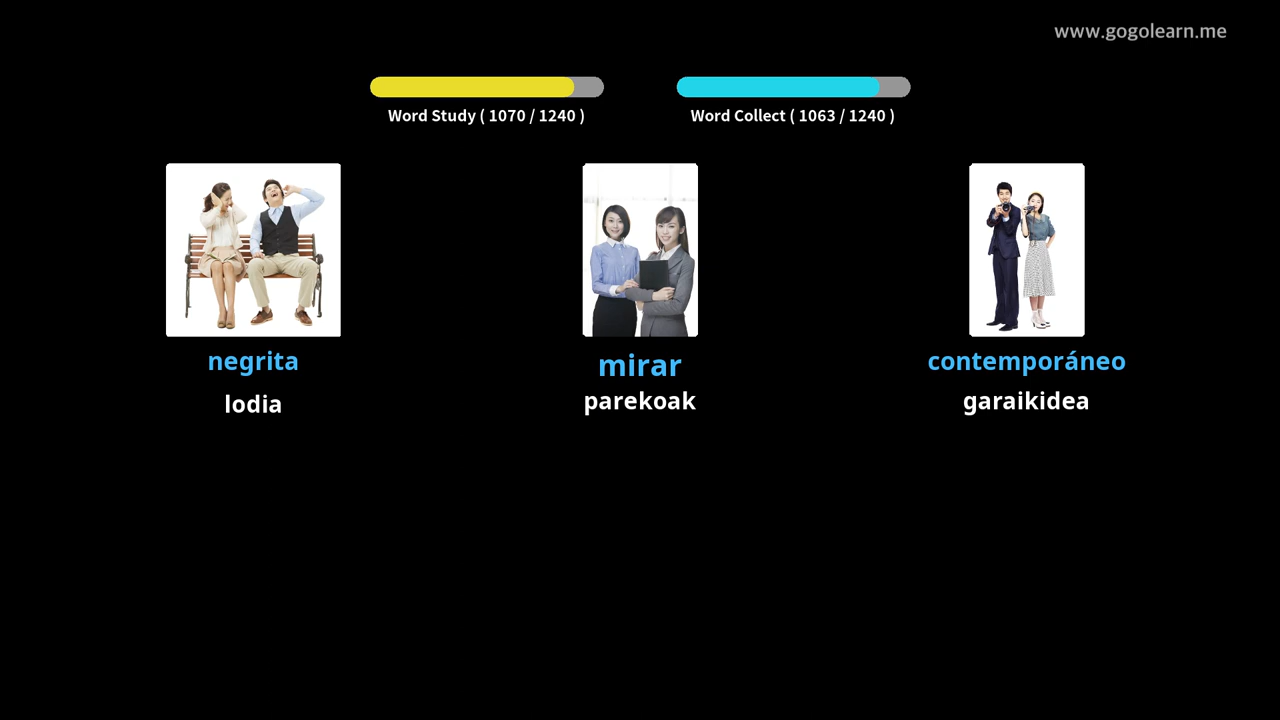 www.gogolearn.me
Word Study ( 1070 / 1240 )
Word Collect ( 1063 / 1240 )
negrita
lodia
mirar
parekoak
contemporáneo
garaikidea